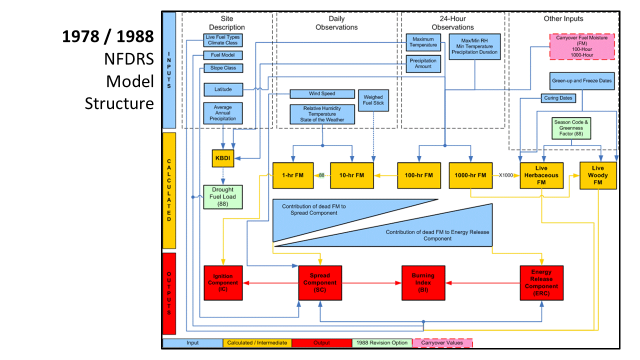 1978 / 1988
NFDRS
Model
Structure
Site
Description
Daily
Observations
24-Hour
Observations
Other Inputs
INPUTS
Live Fuel Types
Climate Class
Fuel Model
Slope Class
Latitude
Average
Annual
Precipitation
Wind Speed
Relative Humidity
Temperature
State of the Weather
Weighed
Fuel Stick
Maximum
Temperature
Precipitation
Amount
Max/Min RH
Min Temperature
Precipitation Duration
Carryover Fuel Moisture
(FM)
100-Hour
1000-Hour
Green-up and Freeze Dates
Curing Dates
Season Code &
Greenness
Factor (88)
CALCULATED
KBDI
Drought
Fuel Load
(88)
1-hr FM
10-hr FM
100-hr FM
1000-hr FM
X1000
Live
Herbaceous
FM
Live
Woody
FM
Contribution of dead FM to
Spread Component
Contribution of dead FM to Energy Release
Component
OUTPUTS
Ignition
Component
(IC)
Spread
Component
(SC)
Burning
Index
(BI)
Energy
Release
Component
(ERC)
Input
Calculated / Intermediate
Output
1988 Revision Option
Carryover Values